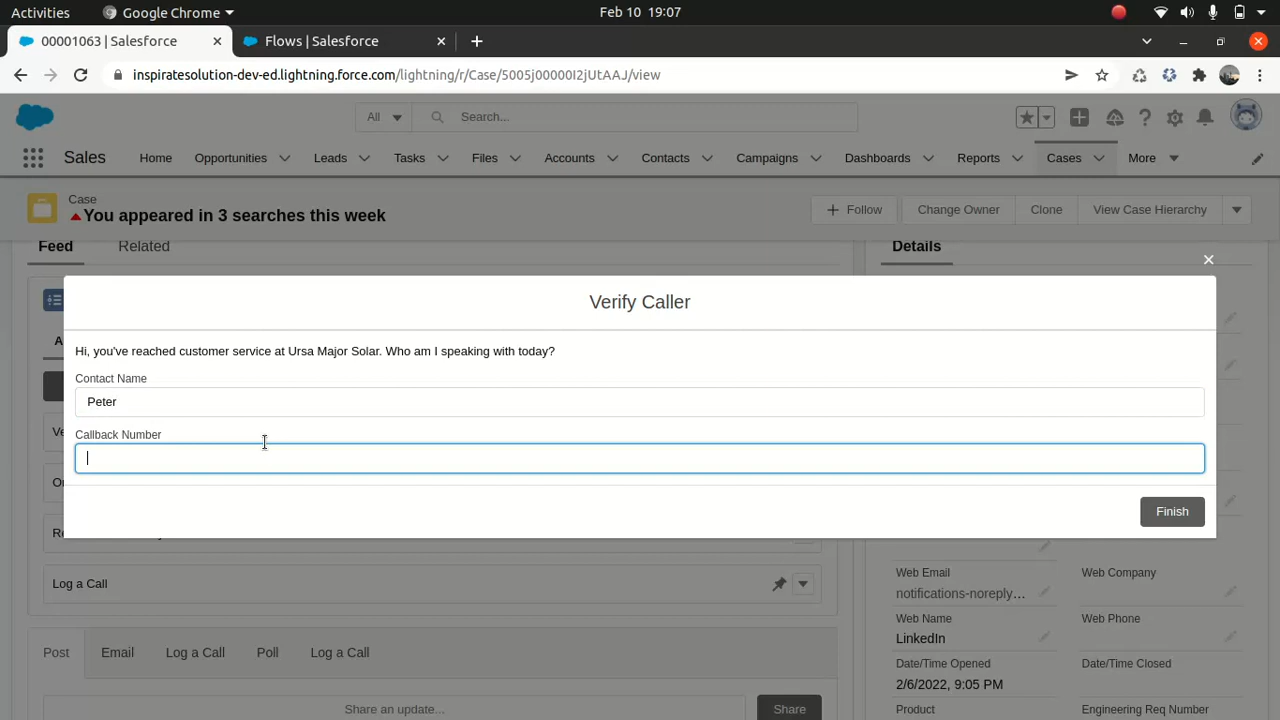 Activities
Google Chrome
Feb 10 19:07
00001063 | Salesforce
Flows | Salesforce
inspiratesolution-dev-ed.lightning.force.com/lightning/r/Case/5005j00000I2jUtAAJ/view
All
Search...
Sales
Home
Opportunities
Leads
Tasks
Files
Accounts
Contacts
Campaigns
Dashboards
Reports
Cases
More
Case
You appeared in 3 searches this week
Follow
Change Owner
Clone
View Case Hierarchy
Feed
Related
Details
Verify Caller
Hi, you've reached customer service at Ursa Major Solar. Who am I speaking with today?
Contact Name
Peter
Callback Number
Finish
Log a Call
Post
Email
Log a Call
Poll
Log a Call
Share an update...
Share
Web Email
notifications-noreply...
Web Company
Web Name
LinkedIn
Web Phone
Date/Time Opened
2/6/2022, 9:05 PM
Date/Time Closed
Product
Engineering Req Number